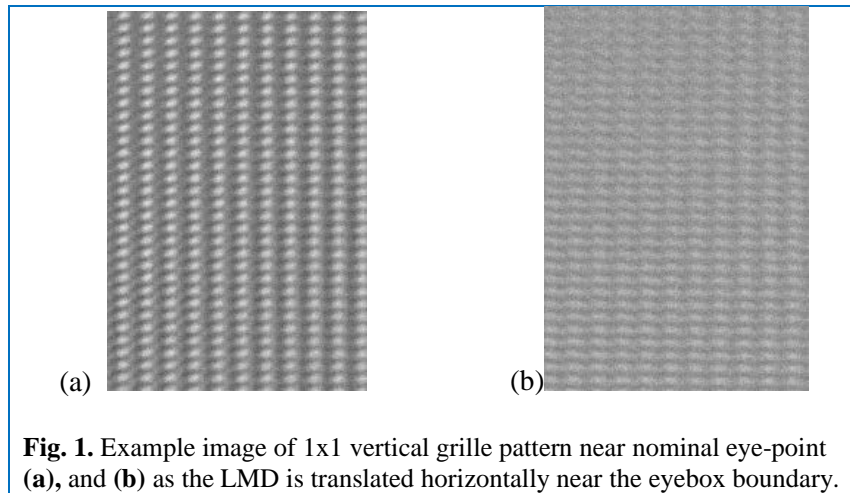 (a)
(b)
Fig. 1. Example image of 1x1 vertical grille pattern near nominal eye-point
(a), and (b) as the LMD is translated horizontally near the eyebox boundary.